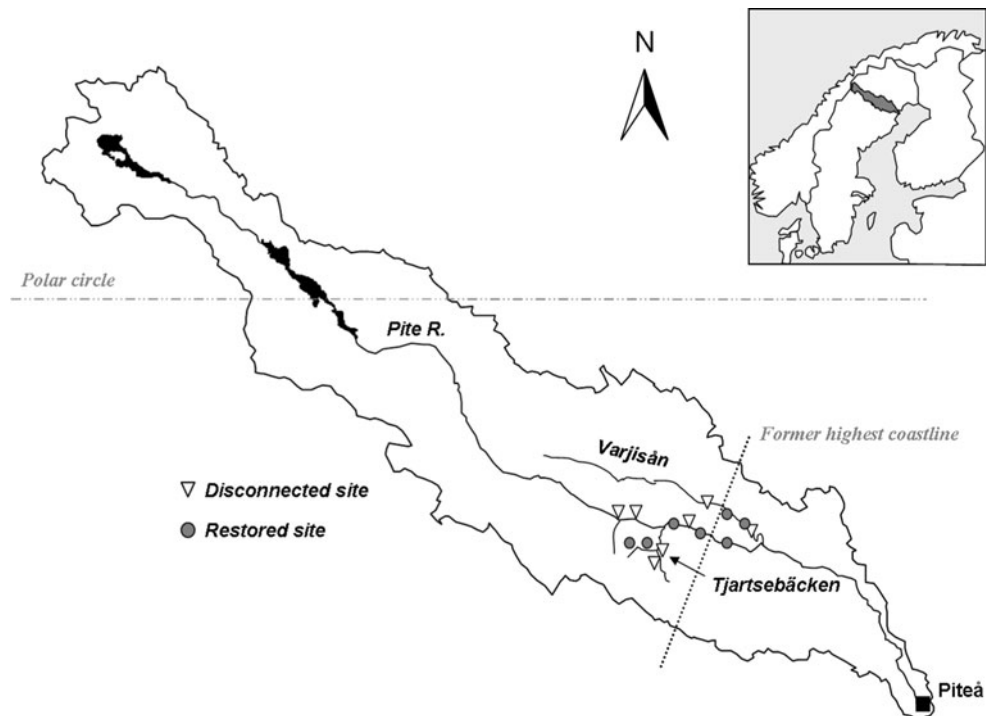 N
Polar circle
Pite R.
Former highest coastline
Varjisån
Disconnected site
Restored site
Tjartsebäcken
Piteå